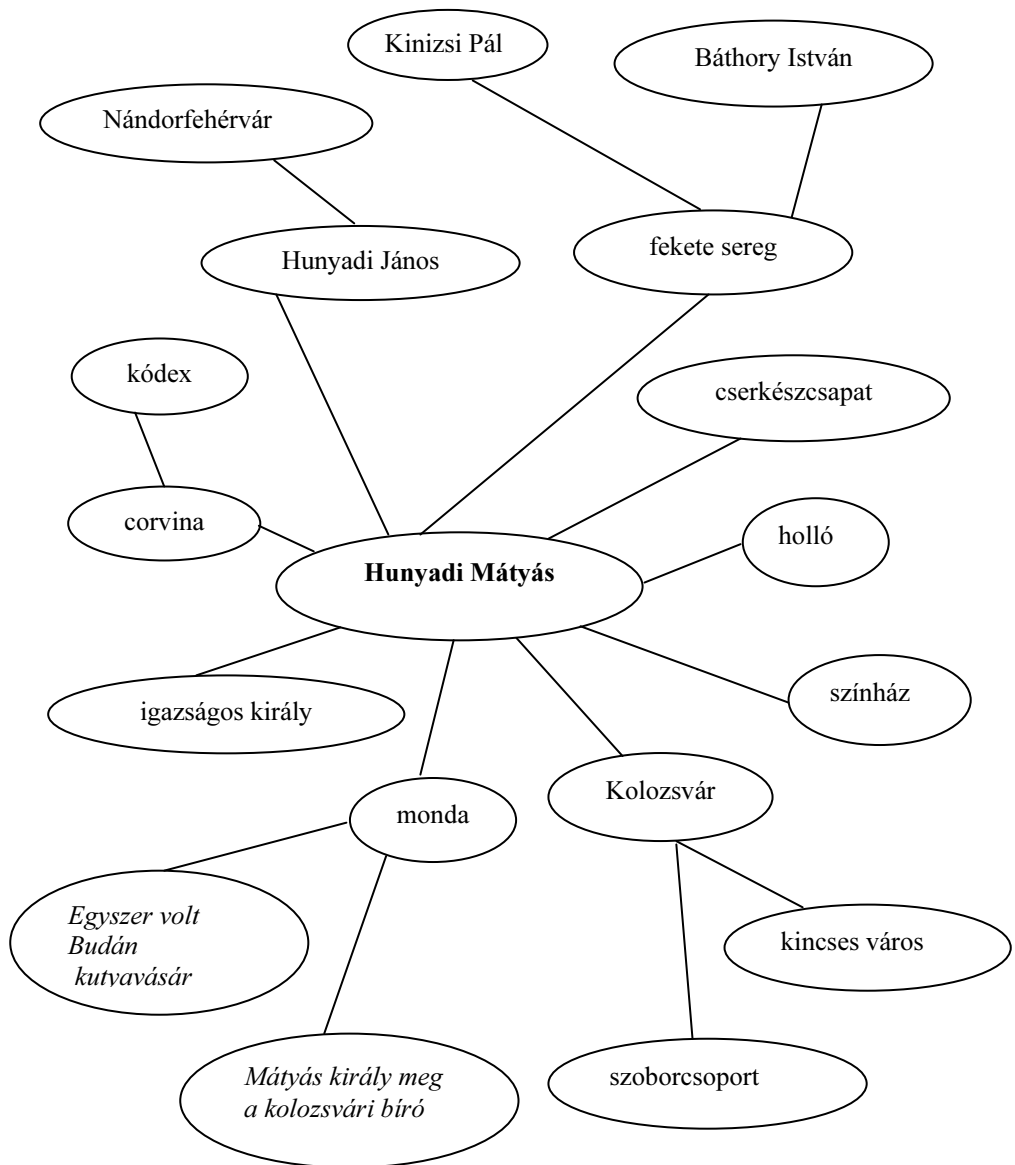 Kinizsi Pál
Báthory István
Nándorfehérvár
fekete sereg
Hunyadi János
kódex
cserkészcsapat
corvina
holló
Hunyadi Mátyás
igazságos király
színház
Kolozsvár
monda
Egyszer volt
Budán
kutyavásár
kincses város
Mátyás király meg
a kolozsvári bíró
szoborcsoport